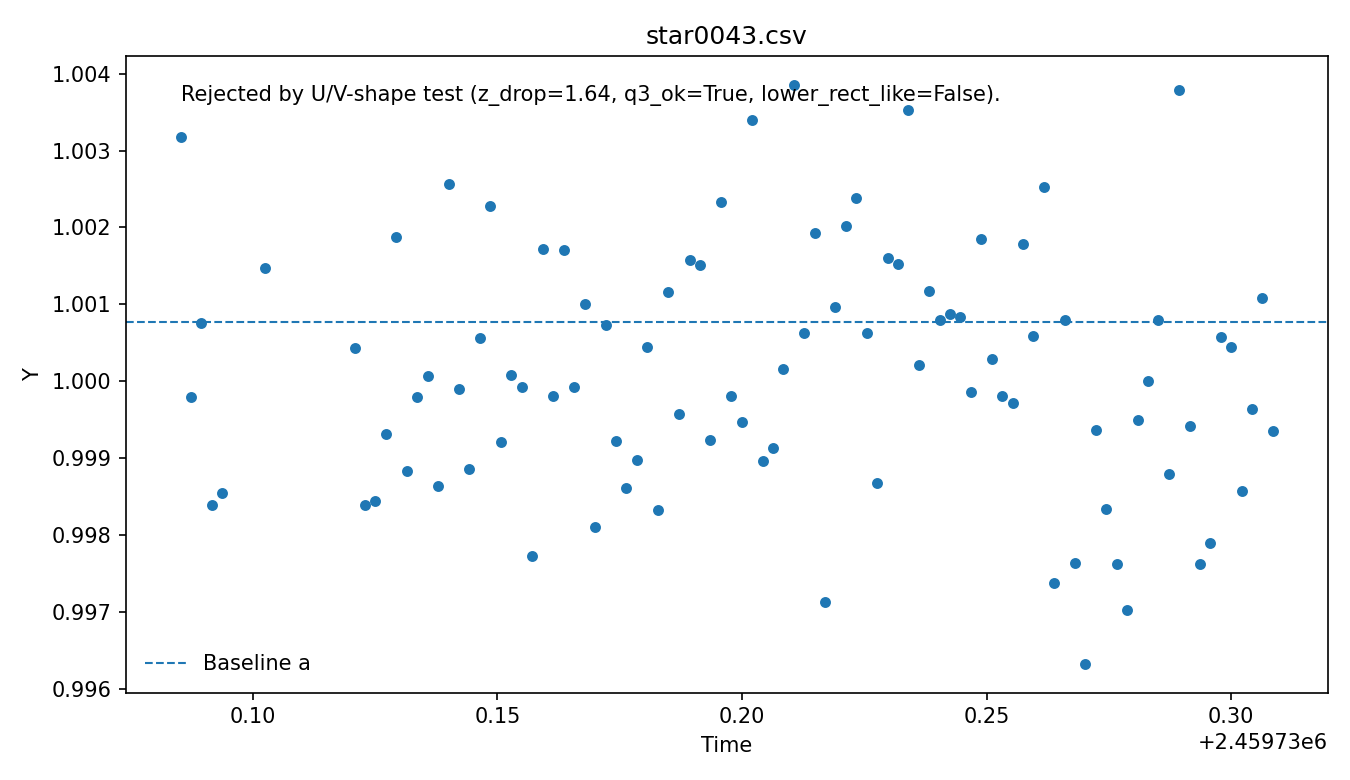 star0043.csv
Rejected by U/V-shape test (z_drop=1.64, q3_ok=True, lower_rect_like=False).
1.004
1.003
1.002
1.001
1.000
0.999
0.998
0.997
0.996
Y
Baseline a
0.10 0.15 0.20 0.25 0.30
Time
+2.45973e6